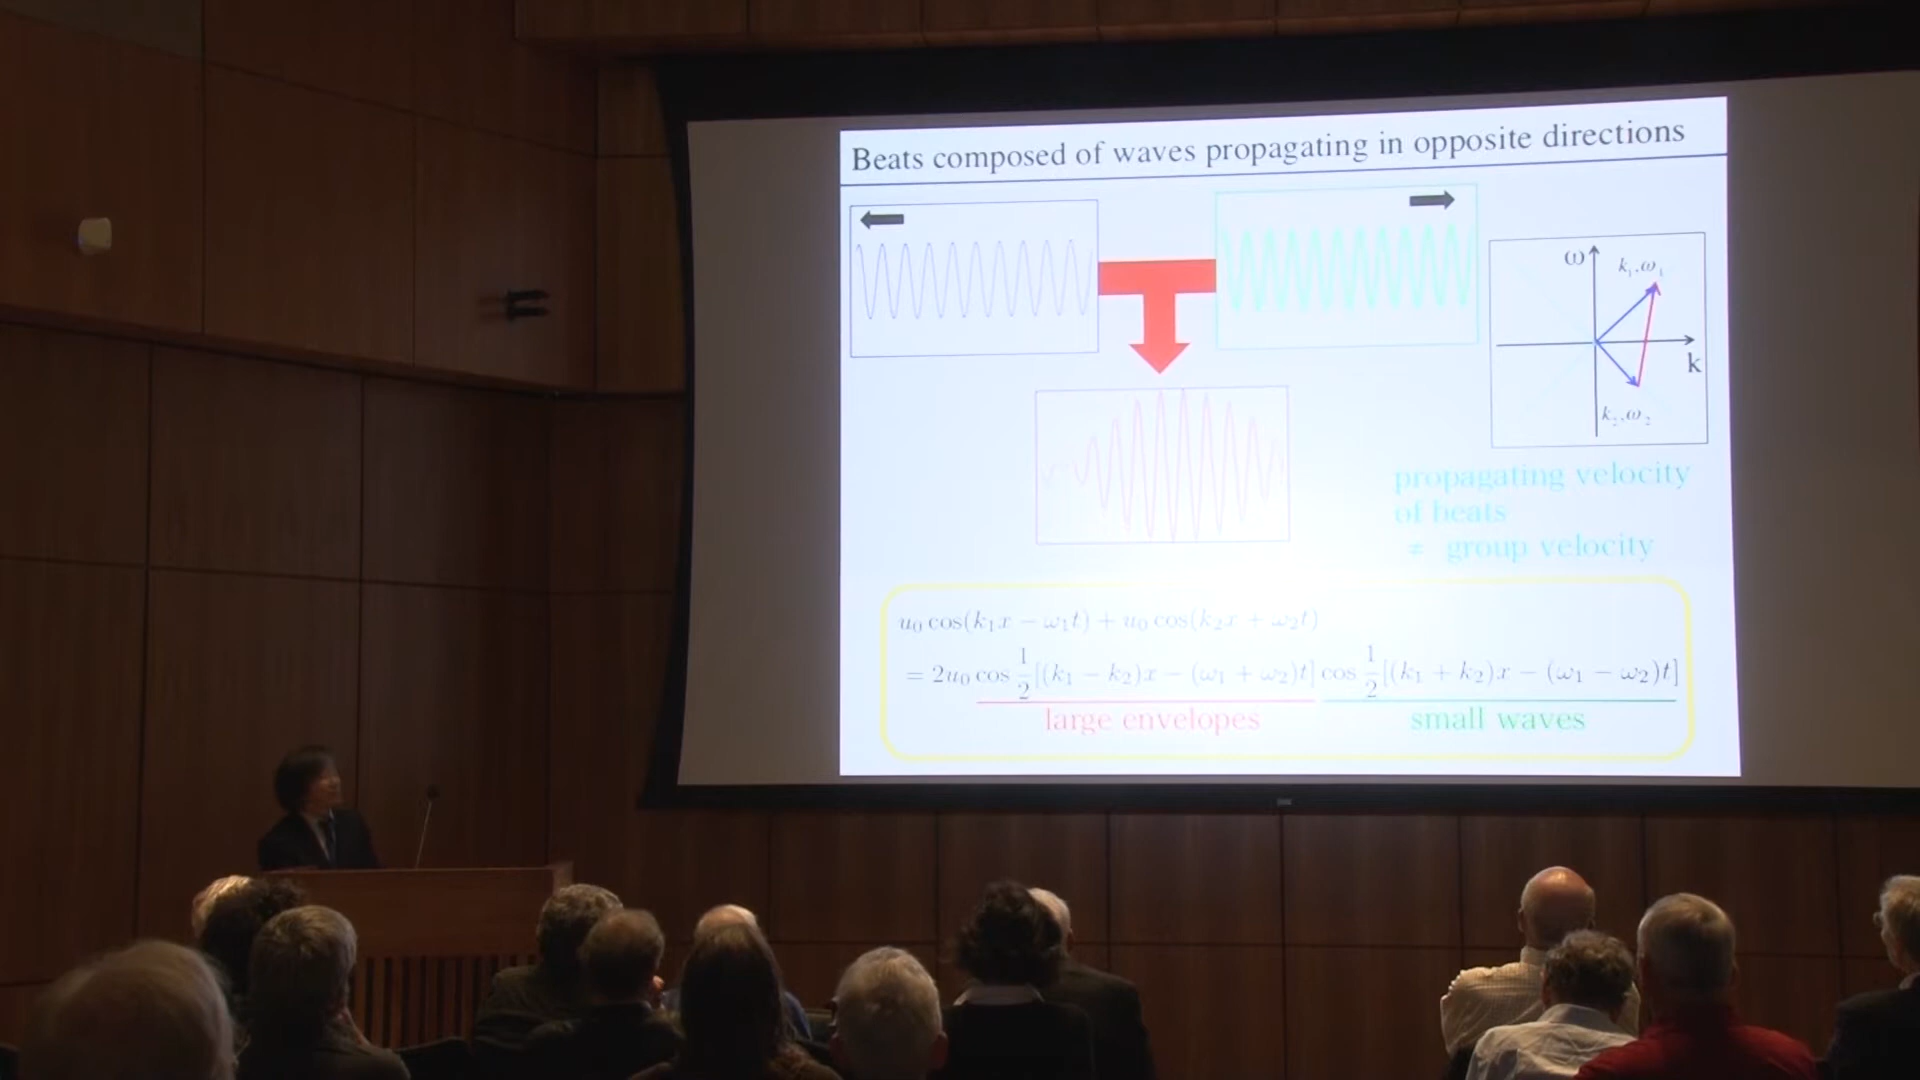 Beats composed of waves propagating in opposite directions
ω
k₁,ω₁
k
k₂,ω₂
propagating velocity
of beats
≠ group velocity
u₀ cos(k₁x − ω₁t) + u₀ cos(k₂x + ω₂t)
= 2u₀ cos ½[(k₁ − k₂)x − (ω₁ + ω₂)t] cos ½[(k₁ + k₂)x − (ω₁ − ω₂)t]
large envelopes
small waves